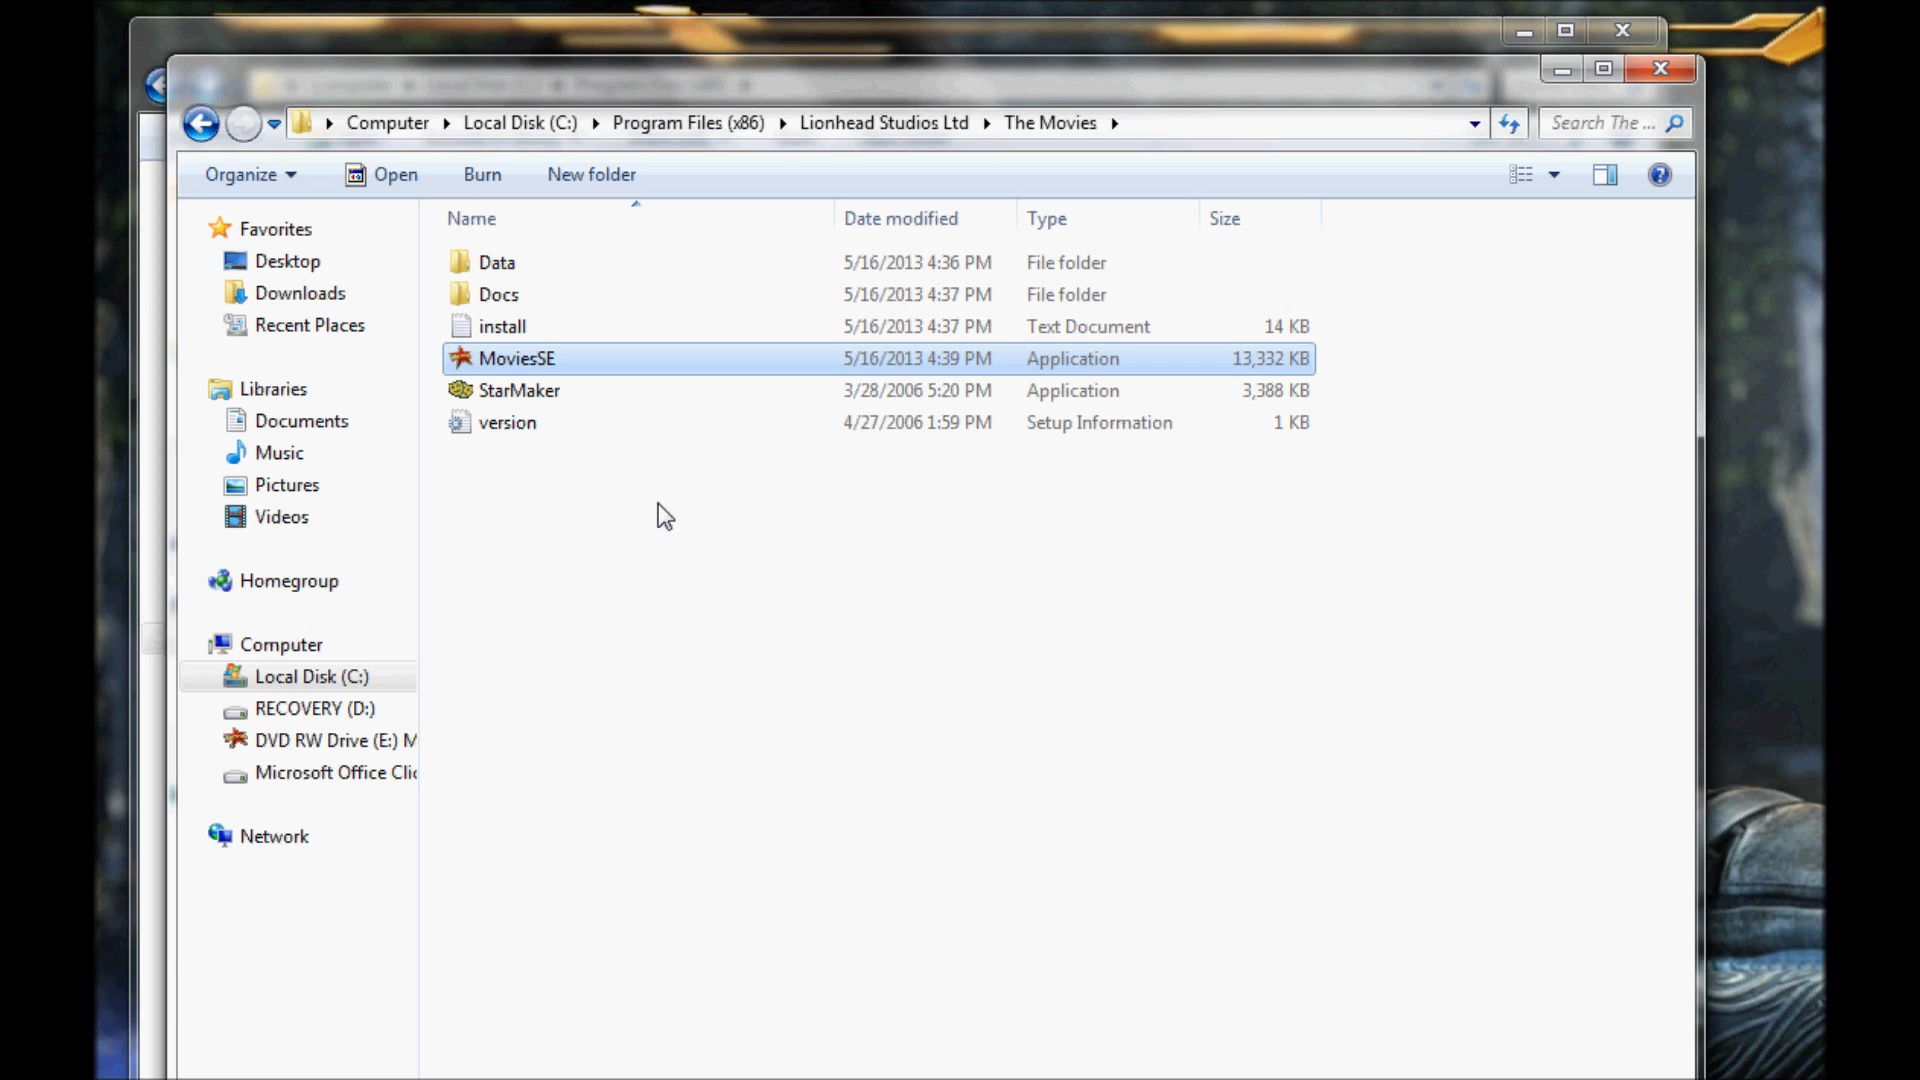 Computer Local Disk (C:) Program Files (x86) Lionhead Studios Ltd The Movies
Search The ...
Organize Open Burn New folder
Name Date modified Type Size
Favorites
Desktop
Downloads
Recent Places
Libraries
Documents
Music
Pictures
Videos
Homegroup
Computer
Local Disk (C:)
RECOVERY (D:)
DVD RW Drive (E:) M
Microsoft Office Clic
Network
Data 5/16/2013 4:36 PM File folder
Docs 5/16/2013 4:37 PM File folder
install 5/16/2013 4:37 PM Text Document 14 KB
MoviesSE 5/16/2013 4:39 PM Application 13,332 KB
StarMaker 3/28/2006 5:20 PM Application 3,388 KB
version 4/27/2006 1:59 PM Setup Information 1 KB